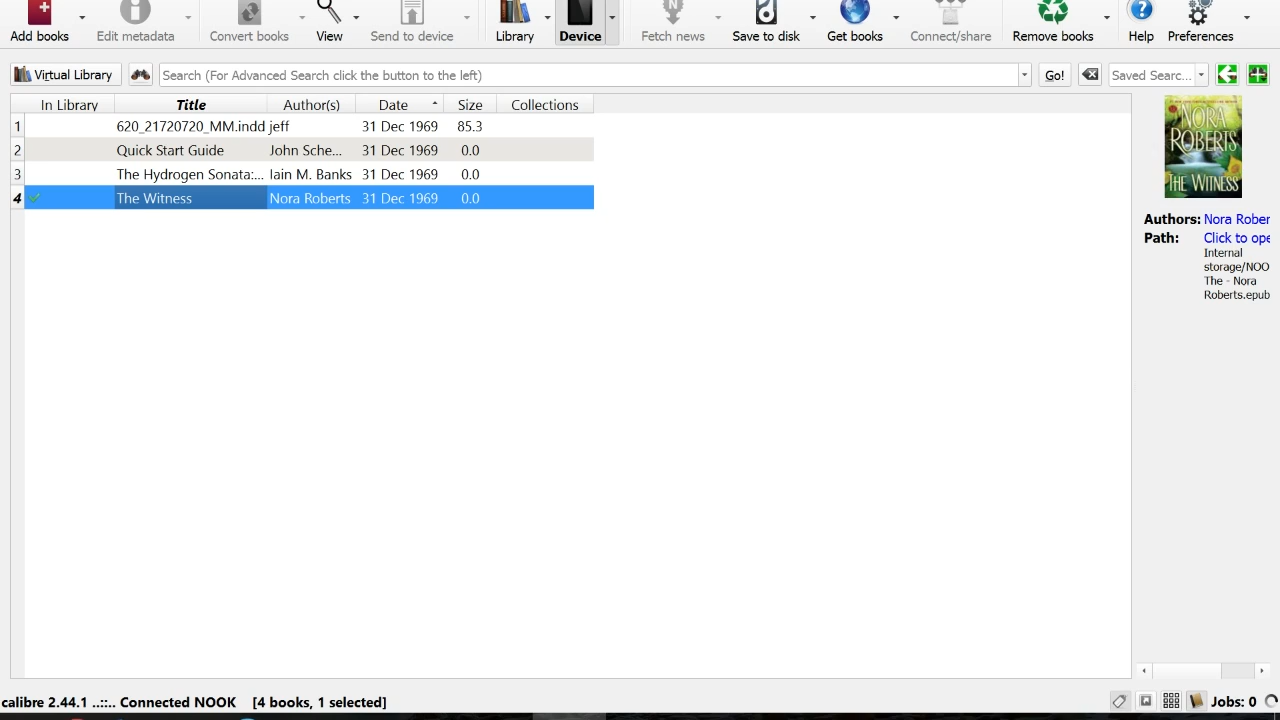 Add books Edit metadata Convert books View Send to device Library Device Fetch news Save to disk Get books Connect/share Remove books Help Preferences
Virtual Library Search (For Advanced Search click the button to the left) Go! Saved Searc...
In Library Title Author(s) Date Size Collections
1 620_21720720_MM.indd jeff 31 Dec 1969 85.3
2 Quick Start Guide John Sche... 31 Dec 1969 0.0
3 The Hydrogen Sonata:... Iain M. Banks 31 Dec 1969 0.0
4 The Witness Nora Roberts 31 Dec 1969 0.0
NORA
ROBERTS
THE WITNESS
Authors: Nora Rober
Path: Click to ope
Internal
storage/NOO
The - Nora
Roberts.epub
calibre 2.44.1 ..::.. Connected NOOK [4 books, 1 selected] Jobs: 0